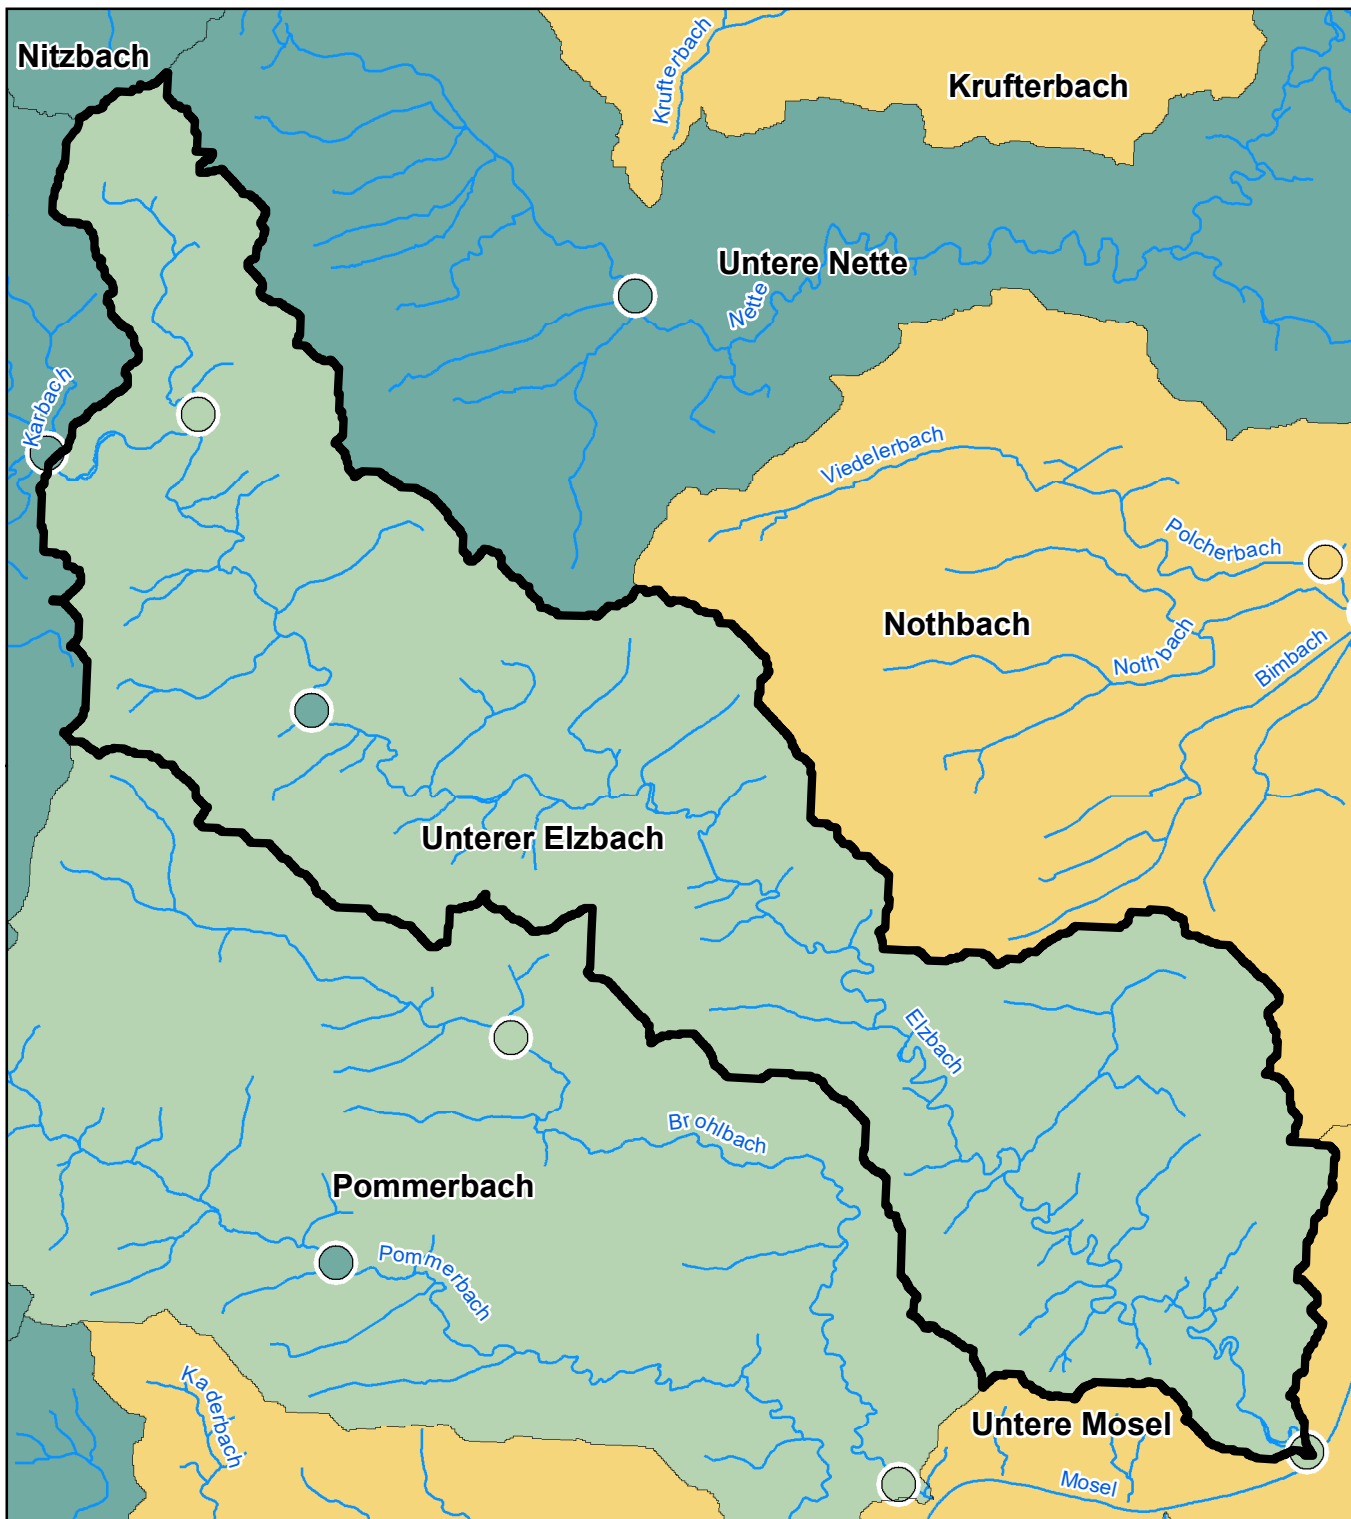 Nitzbach
Krufterbach
Krufterbach
Untere Nette
Nette
Karbach
Viedelerbach
Polcherbach
Nothbach
Nothbach
Bimbach
Unterer Elzbach
Elzbach
Brohlbach
Pommerbach
Pommerbach
Kaderbach
Untere Mosel
Mosel